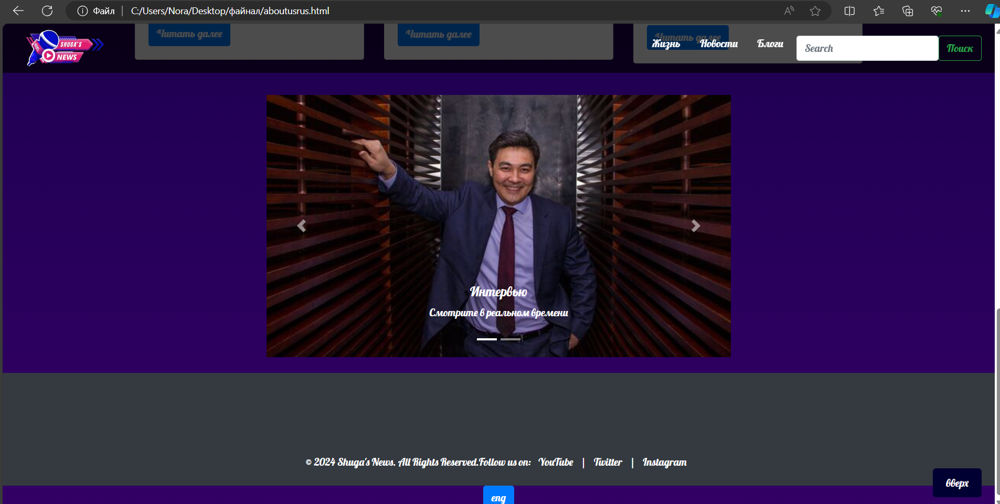 Файл
C:/Users/Nora/Desktop/файнал/aboutusrus.html
Читать далее
Читать далее
Читать далее
SHUGA'S
NEWS
NEWS
Жизнь
Новости
Блоги
Search
Поиск
Интервью
Смотрите в реальном времени
© 2024 Shuga's News. All Rights Reserved.Follow us on: YouTube | Twitter | Instagram
вверх
eng